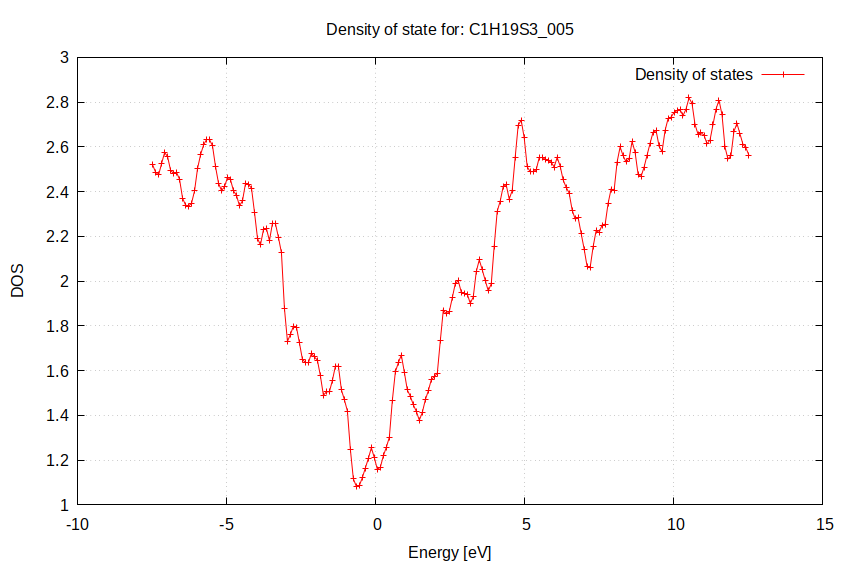 Density of state for: C1H19S3_005
Density of states
3
2.8
2.6
2.4
2.2
2
1.8
1.6
1.4
1.2
1
DOS
-10 -5 0 5 10 15
Energy [eV]